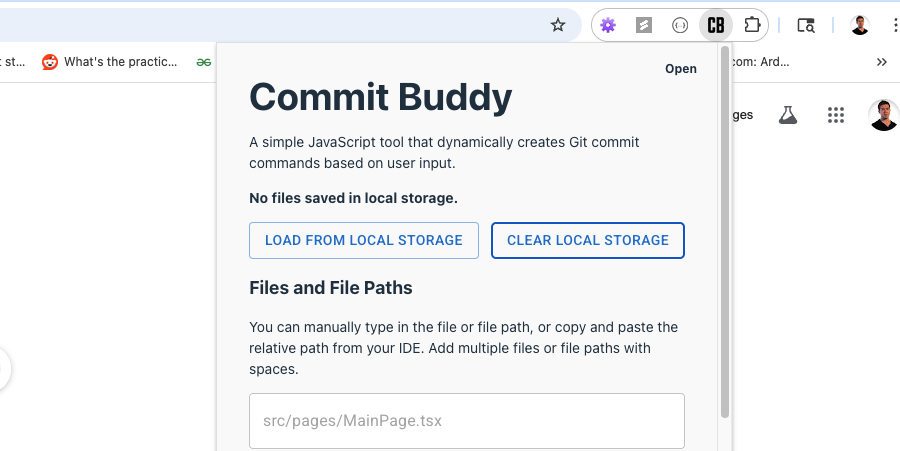 CB
st...
What's the practic...
com: Ard...
Open
Commit Buddy
A simple JavaScript tool that dynamically creates Git commit
commands based on user input.
No files saved in local storage.
LOAD FROM LOCAL STORAGE
CLEAR LOCAL STORAGE
Files and File Paths
You can manually type in the file or file path, or copy and paste the
relative path from your IDE. Add multiple files or file paths with
spaces.
src/pages/MainPage.tsx
ges